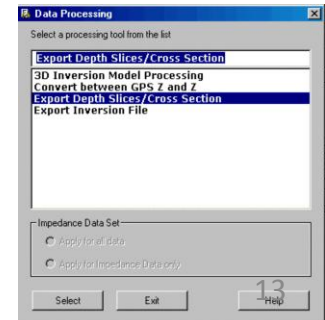 Data Processing
Select a processing tool from the list
Export Depth Slices/Cross Section
3D Inversion Model Processing
Convert between GPS Z and Z
Export Depth Slices/Cross Section
Export Inversion File
Impedance Data Set
Apply for all data
Apply for Impedance Data only
Select Exit Help
13